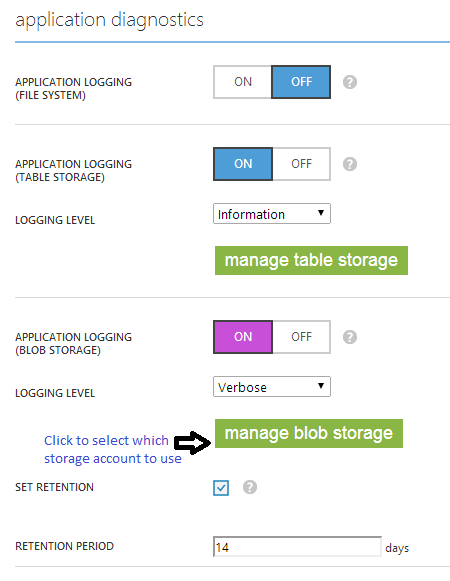 application diagnostics
APPLICATION LOGGING
(FILE SYSTEM)
ON OFF ?
APPLICATION LOGGING
(TABLE STORAGE)
ON OFF ?
LOGGING LEVEL
Information
manage table storage
APPLICATION LOGGING
(BLOB STORAGE)
ON OFF ?
LOGGING LEVEL
Verbose
Click to select which
storage account to use
manage blob storage
SET RETENTION ?
RETENTION PERIOD 14 days